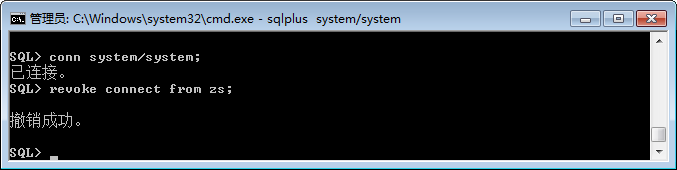 管理员: C:\Windows\system32\cmd.exe - sqlplus  system/system
SQL> conn system/system;
已连接。
SQL> revoke connect from zs;
撤销成功。
SQL>